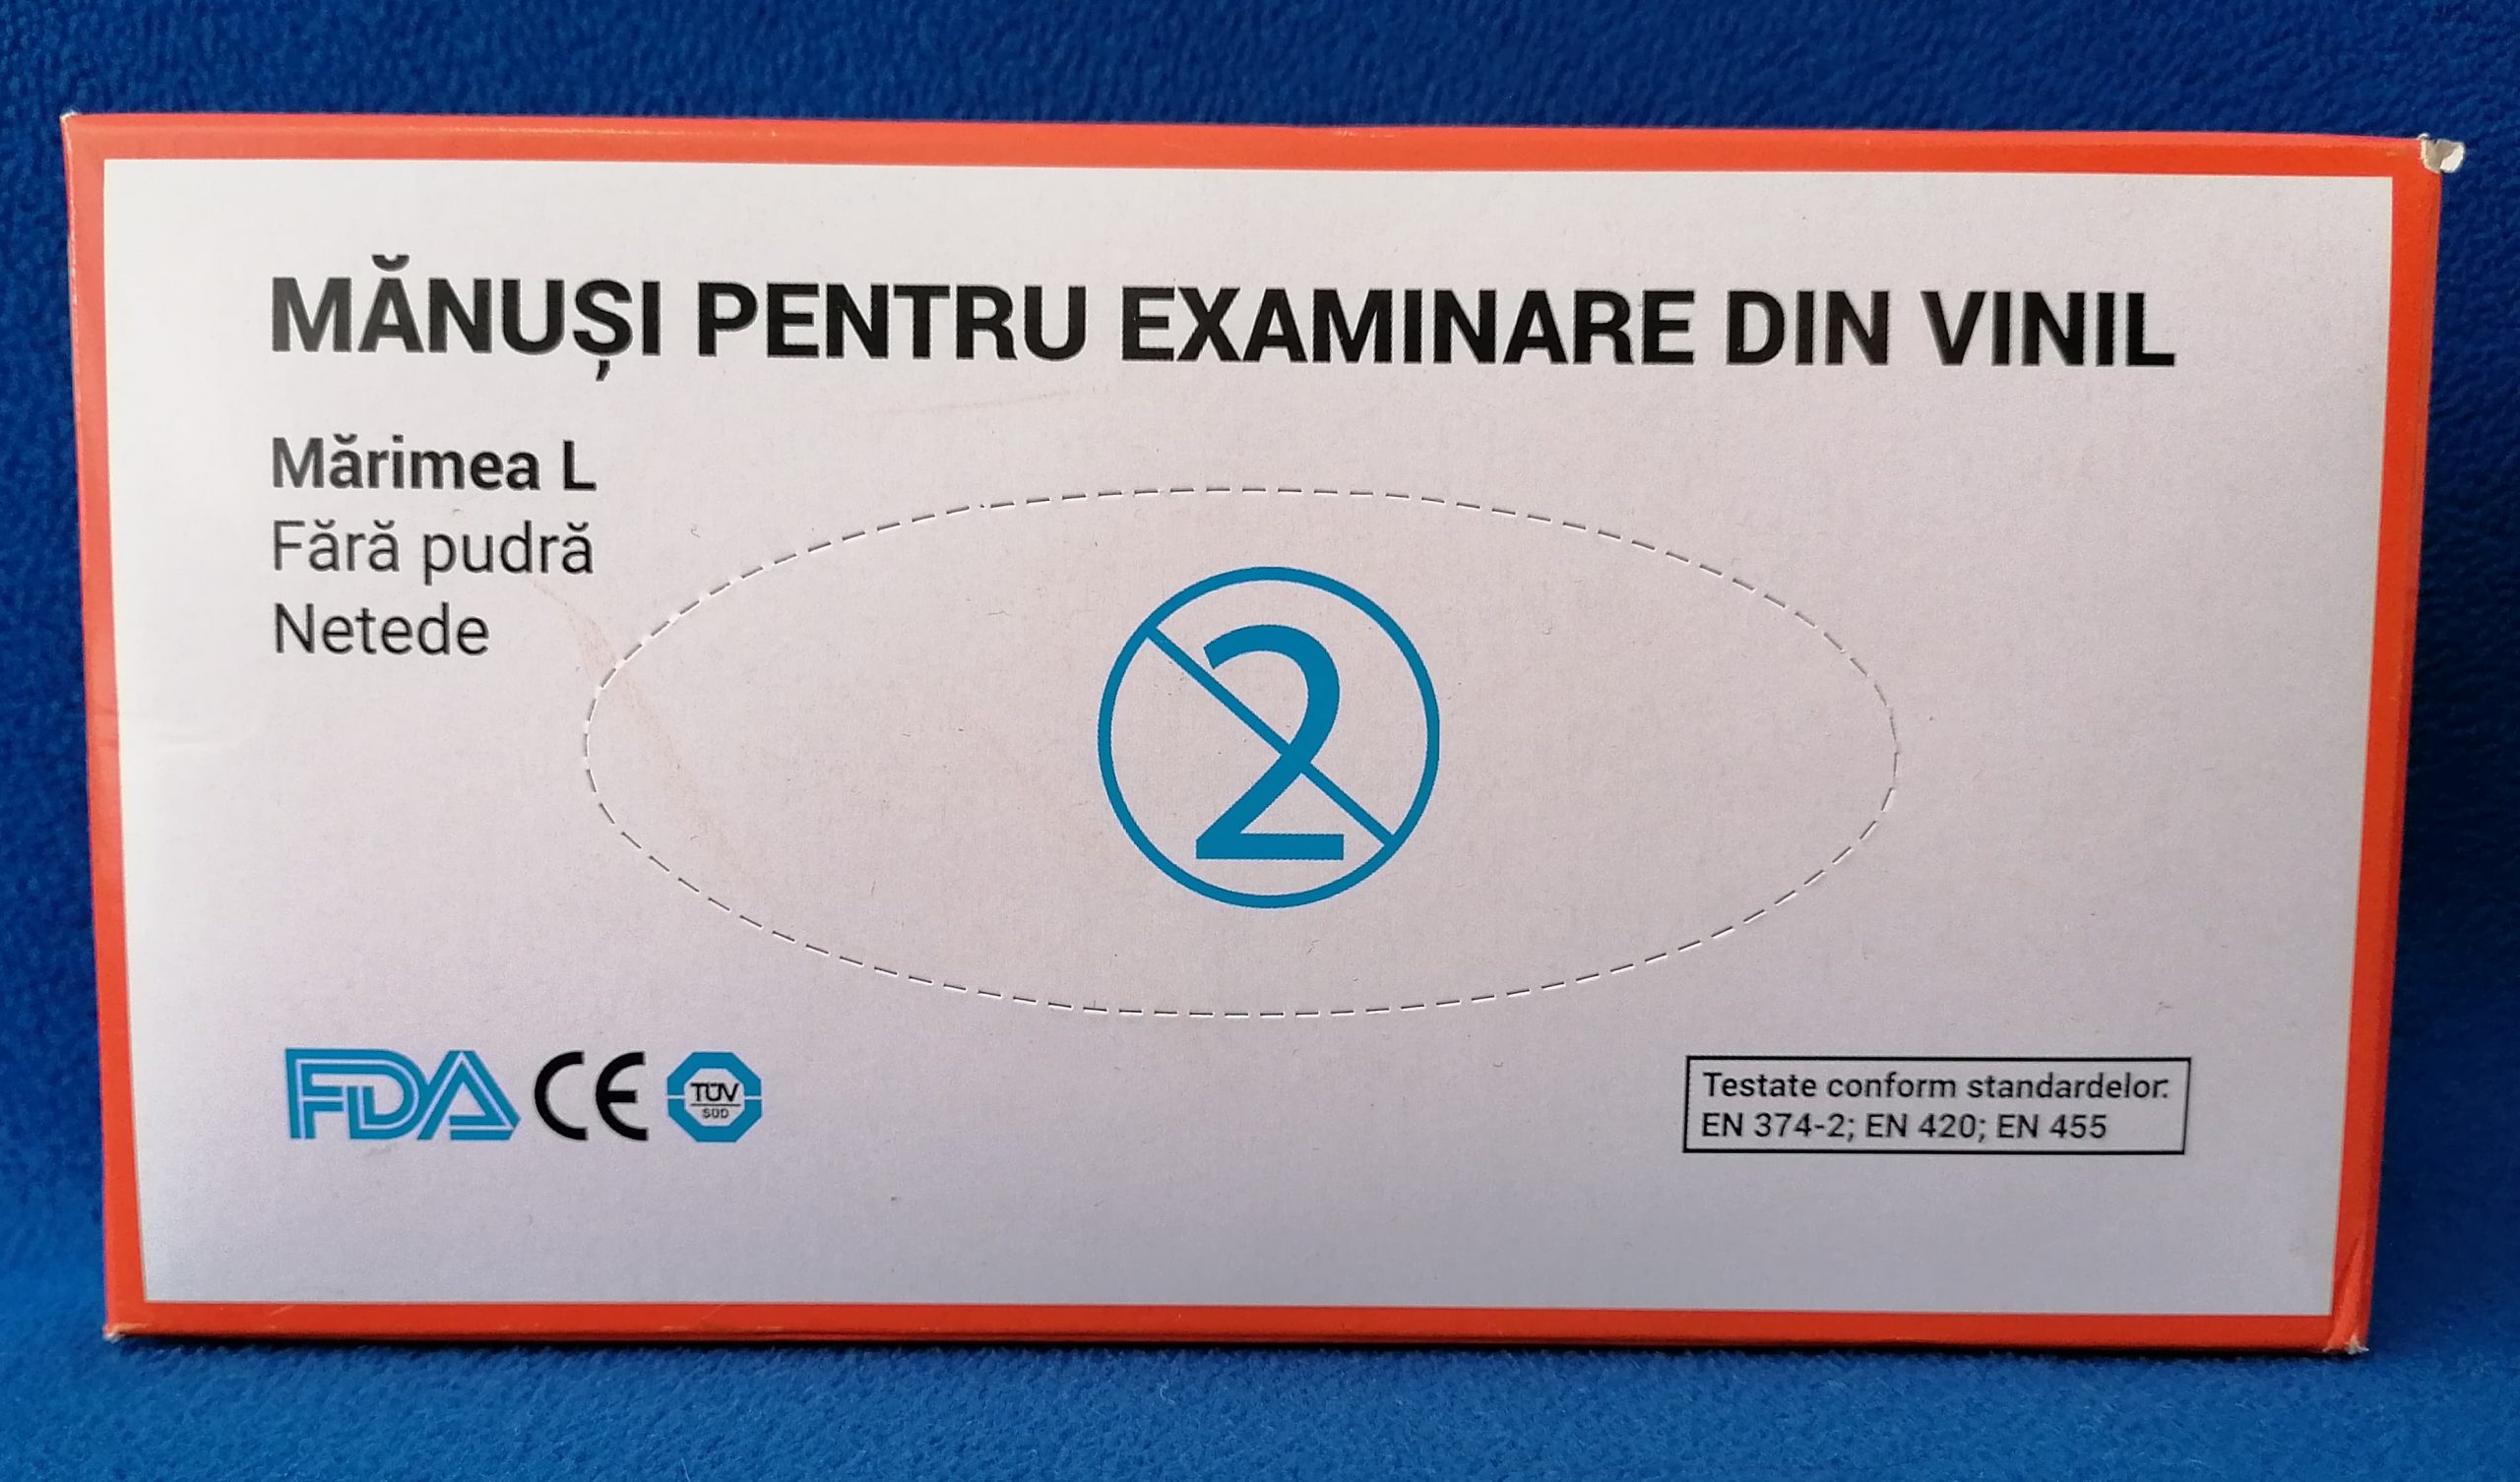 MĂNUȘI PENTRU EXAMINARE DIN VINIL
Mărimea L
Fără pudră
Netede
2
FDA CE TÜV SÜD
Testate conform standardelor:
EN 374-2; EN 420; EN 455